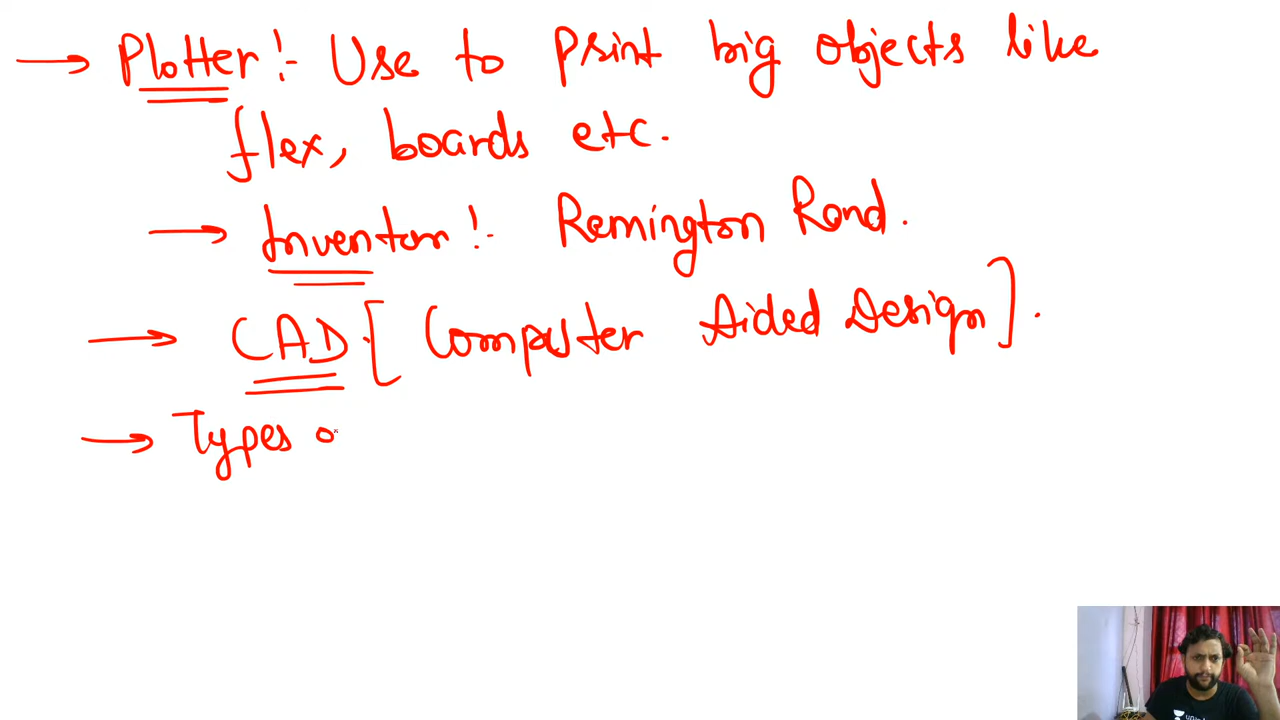 → Plotter :- Use to print big objects like
flex, boards etc.
→ Inventor :- Remington Rand.
→ CAD [Computer Aided Design].
→ Types o